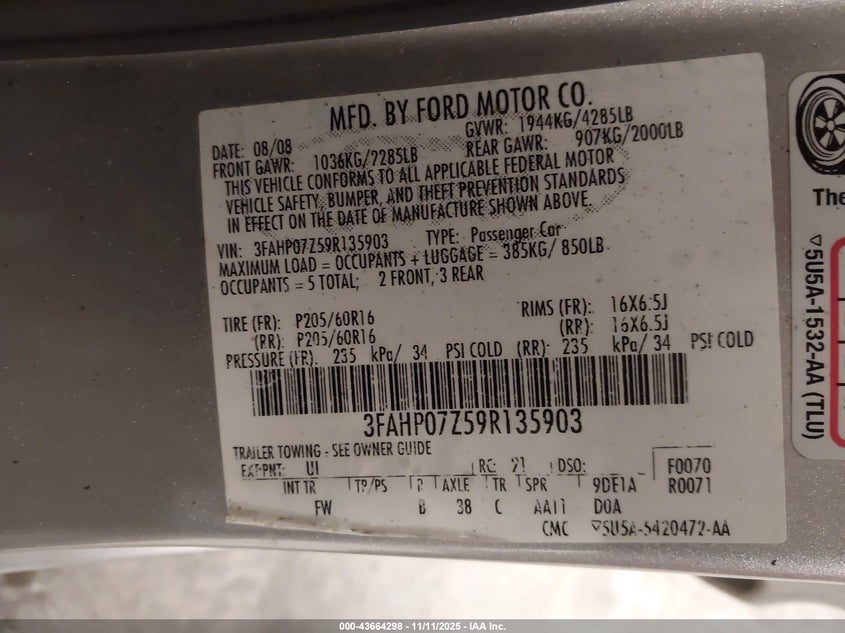 MFD. BY FORD MOTOR CO.
DATE: 08/08 GVWR: 1944KG/4285LB
FRONT GAWR: 1036KG/2285LB REAR GAWR: 907KG/2000LB
THIS VEHICLE CONFORMS TO ALL APPLICABLE FEDERAL MOTOR
VEHICLE SAFETY, BUMPER, AND THEFT PREVENTION STANDARDS
IN EFFECT ON THE DATE OF MANUFACTURE SHOWN ABOVE.
VIN: 3FAHP07Z59R135903 TYPE: Passenger Car
MAXIMUM LOAD = OCCUPANTS + LUGGAGE = 385KG/ 850LB
OCCUPANTS = 5 TOTAL; 2 FRONT, 3 REAR
TIRE (FR): P205/60R16 RIMS (FR): 16X6.5J
(RR): P205/60R16 (RR): 16X6.5J
PRESSURE (FR): 235 kPa/ 34 PSI COLD (RR): 235 kPa/ 34 PSI COLD
3FAHP07Z59R135903
TRAILER TOWING - SEE OWNER GUIDE
EXT PNT: UI RC: 21 DSO: F0070
INT TR TP/PS R AXLE TR SPR 9DE1A R0071
FW B 38 C AA11 D0A
CMC ▽5U5A-5420472-AA
The
▽5U5A-1532-AA (TLU)
000-43664298 - 11/11/2025 - IAA Inc.